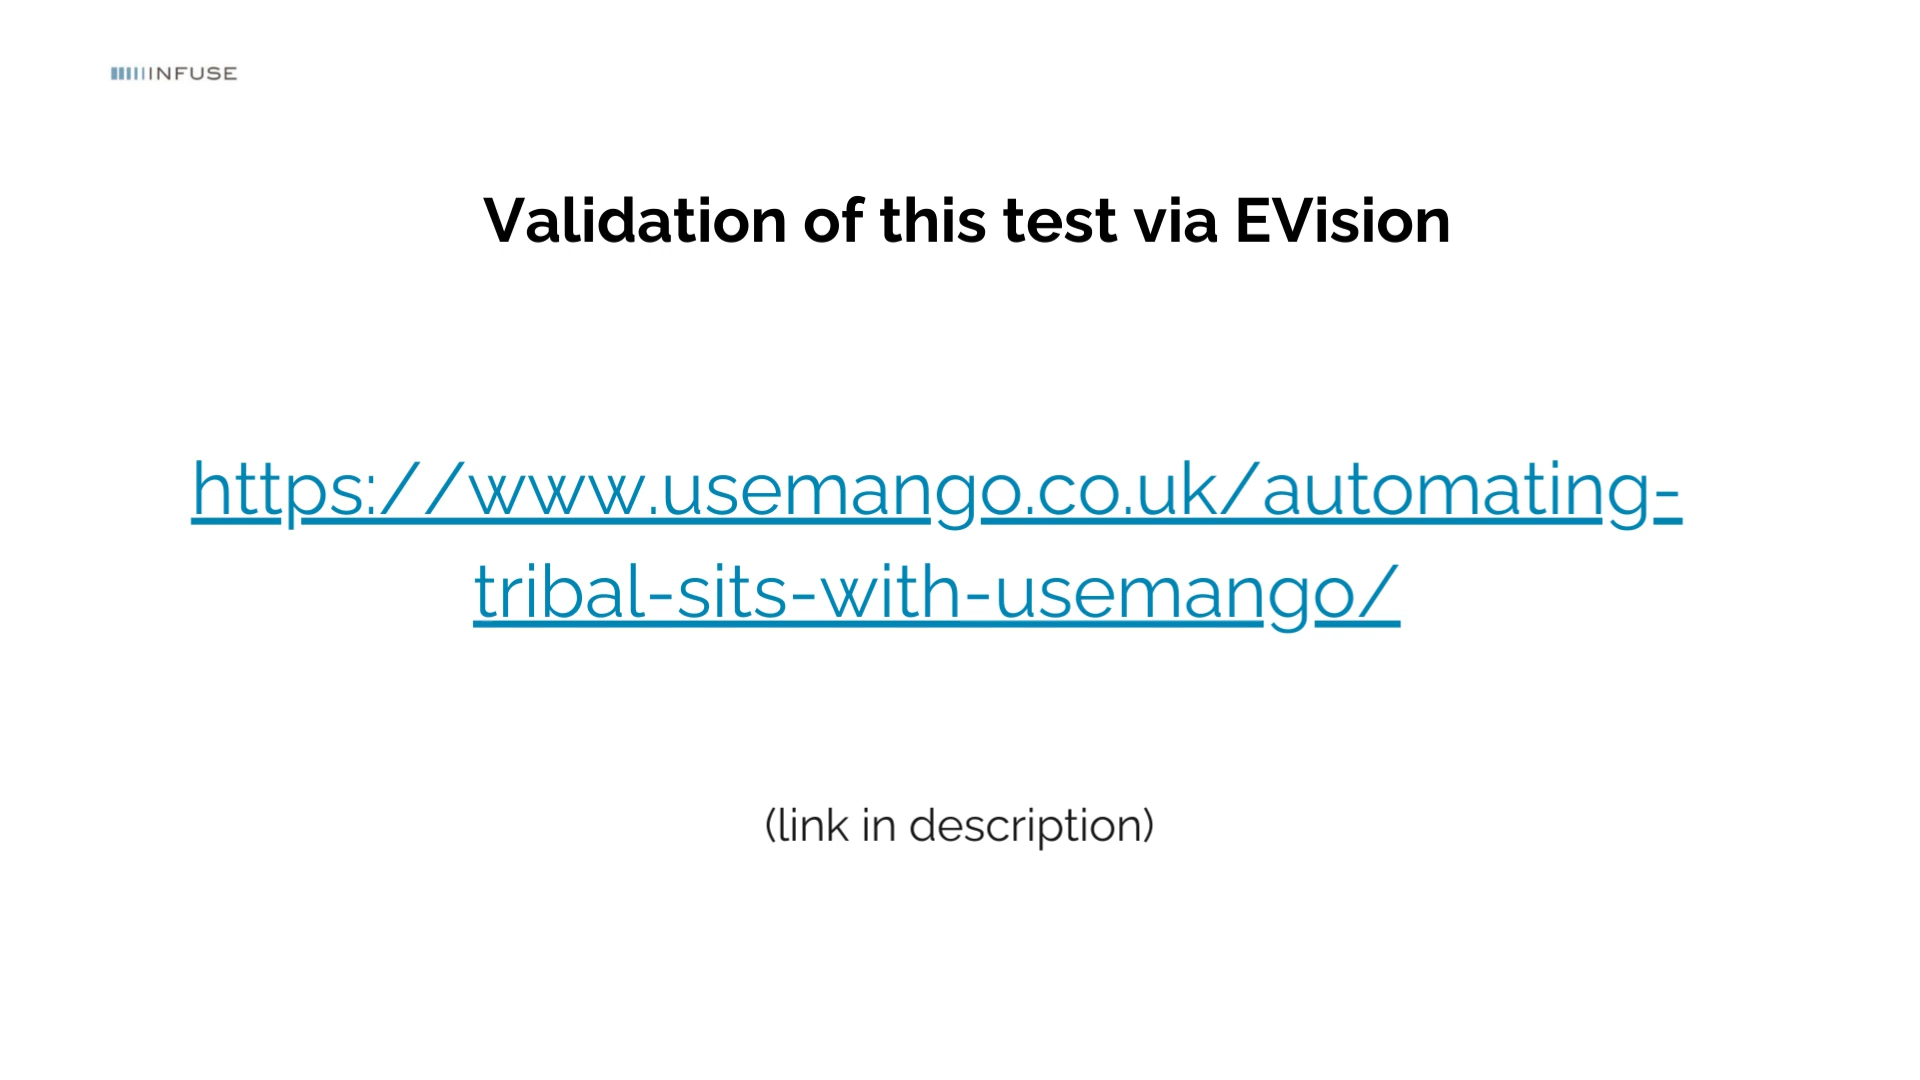 INFUSE
Validation of this test via EVision
https://www.usemango.co.uk/automating-
tribal-sits-with-usemango/
(link in description)